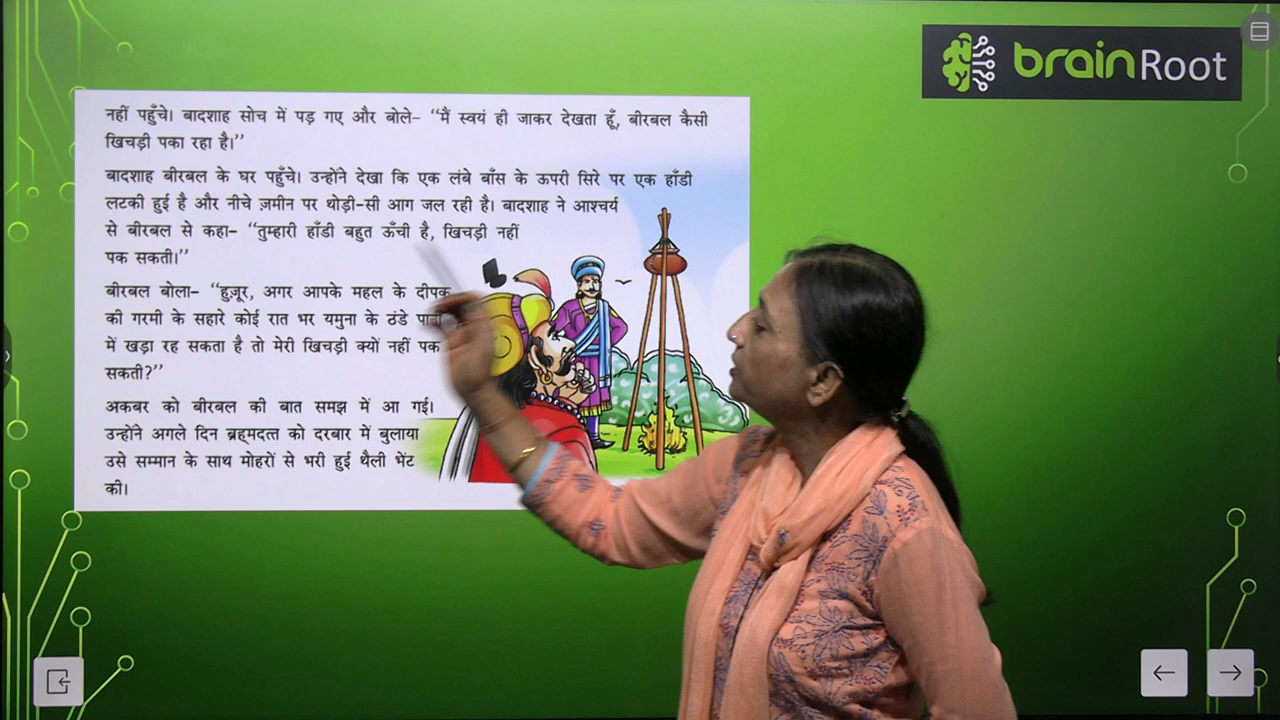 brainRoot
नहीं पहुँचे। बादशाह सोच में पड़ गए और बोले– “मैं स्वयं ही जाकर देखता हूँ, बीरबल कैसी
खिचड़ी पका रहा है।”
बादशाह बीरबल के घर पहुँचे। उन्होंने देखा कि एक लंबे बाँस के ऊपरी सिरे पर एक हाँडी
लटकी हुई है और नीचे ज़मीन पर थोड़ी-सी आग जल रही है। बादशाह ने आश्चर्य
से बीरबल से कहा– “तुम्हारी हाँडी बहुत ऊँची है, खिचड़ी नहीं
पक सकती।”
बीरबल बोला– “हुज़ूर, अगर आपके महल के दीपक
की गरमी के सहारे कोई रात भर यमुना के ठंडे
में खड़ा रह सकता है तो मेरी खिचड़ी क्यों नहीं पक
सकती?”
अकबर को बीरबल की बात समझ में आ गई।
उन्होंने अगले दिन ब्रह्मदत्त को दरबार में बुलाया
उसे सम्मान के साथ मोहरों से भरी हुई थैली भेंट
की।